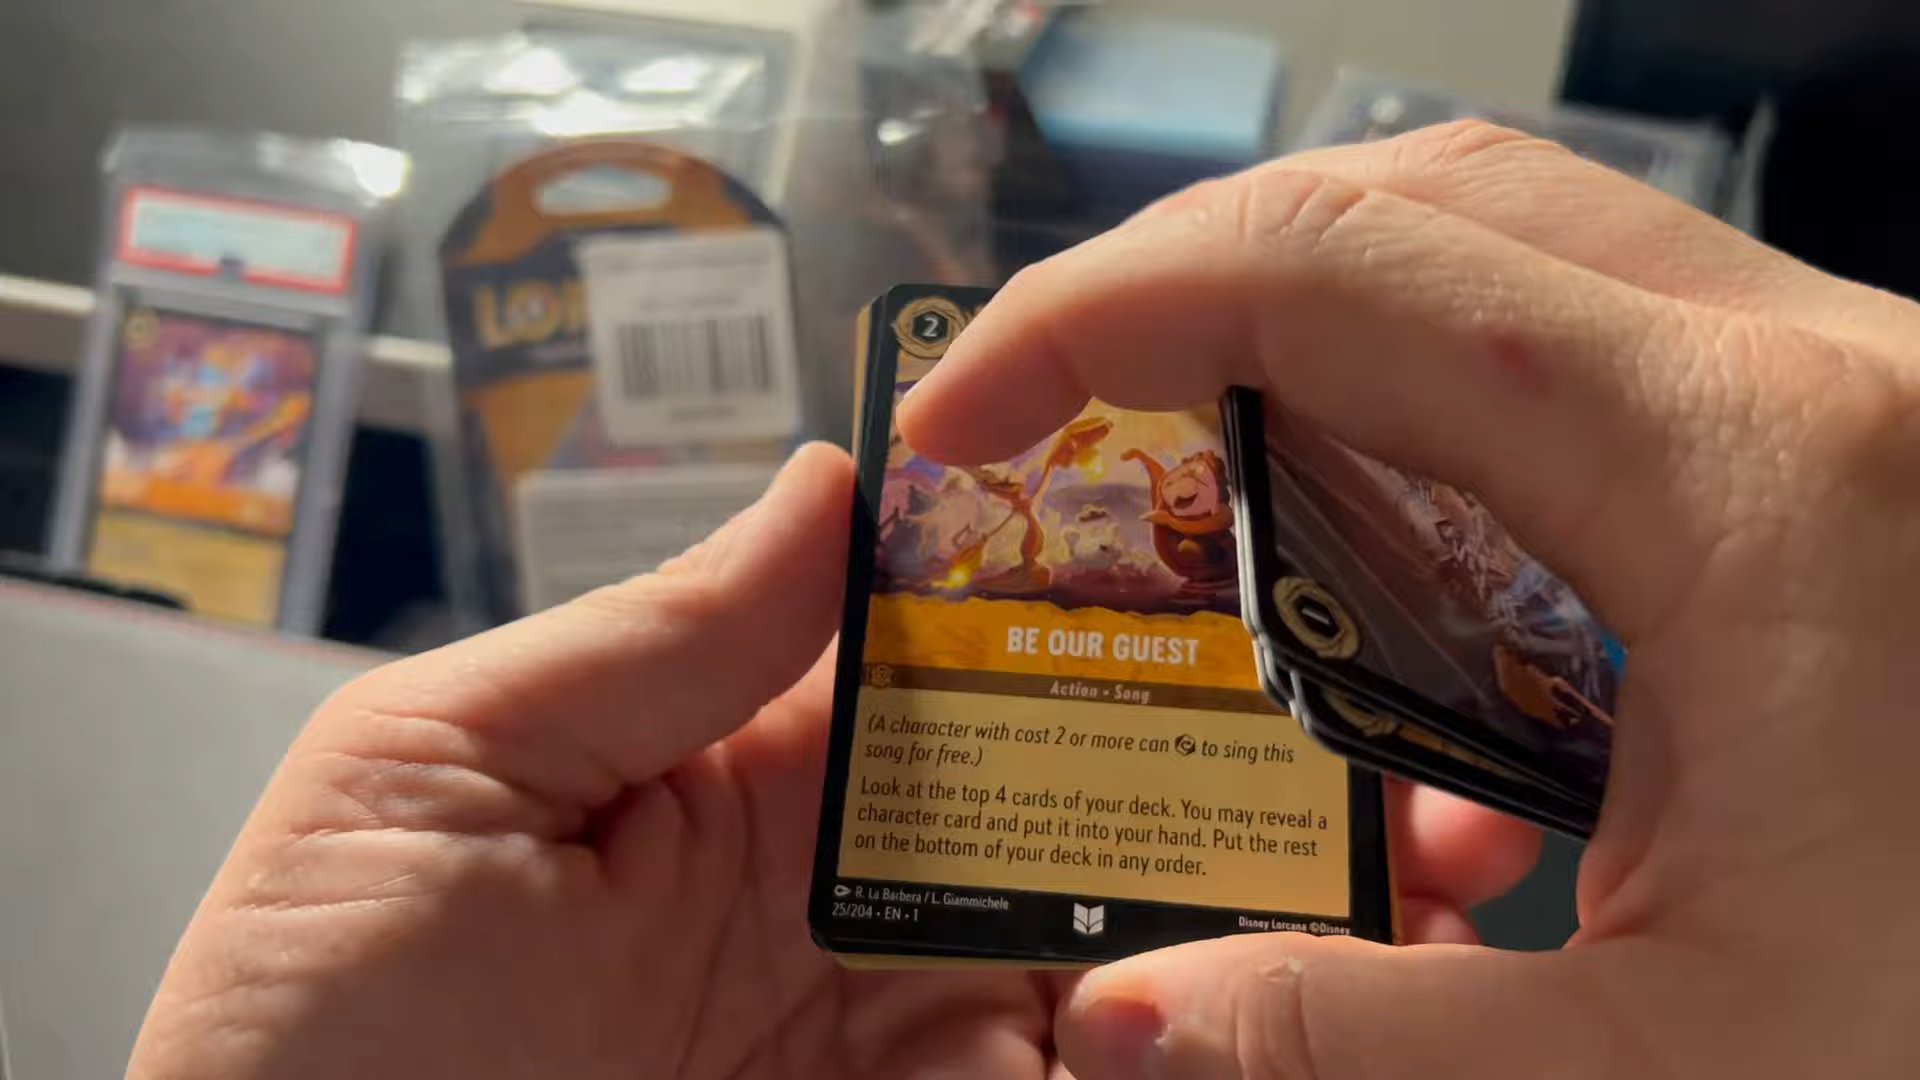 LO
2
BE OUR GUEST
Action • Song
(A character with cost 2 or more can to sing this
song for free.)
Look at the top 4 cards of your deck. You may reveal a
character card and put it into your hand. Put the rest
on the bottom of your deck in any order.
R. La Barbera / L. Giammichele
25/204 • EN • 1
Disney Lorcana ©Disney
1